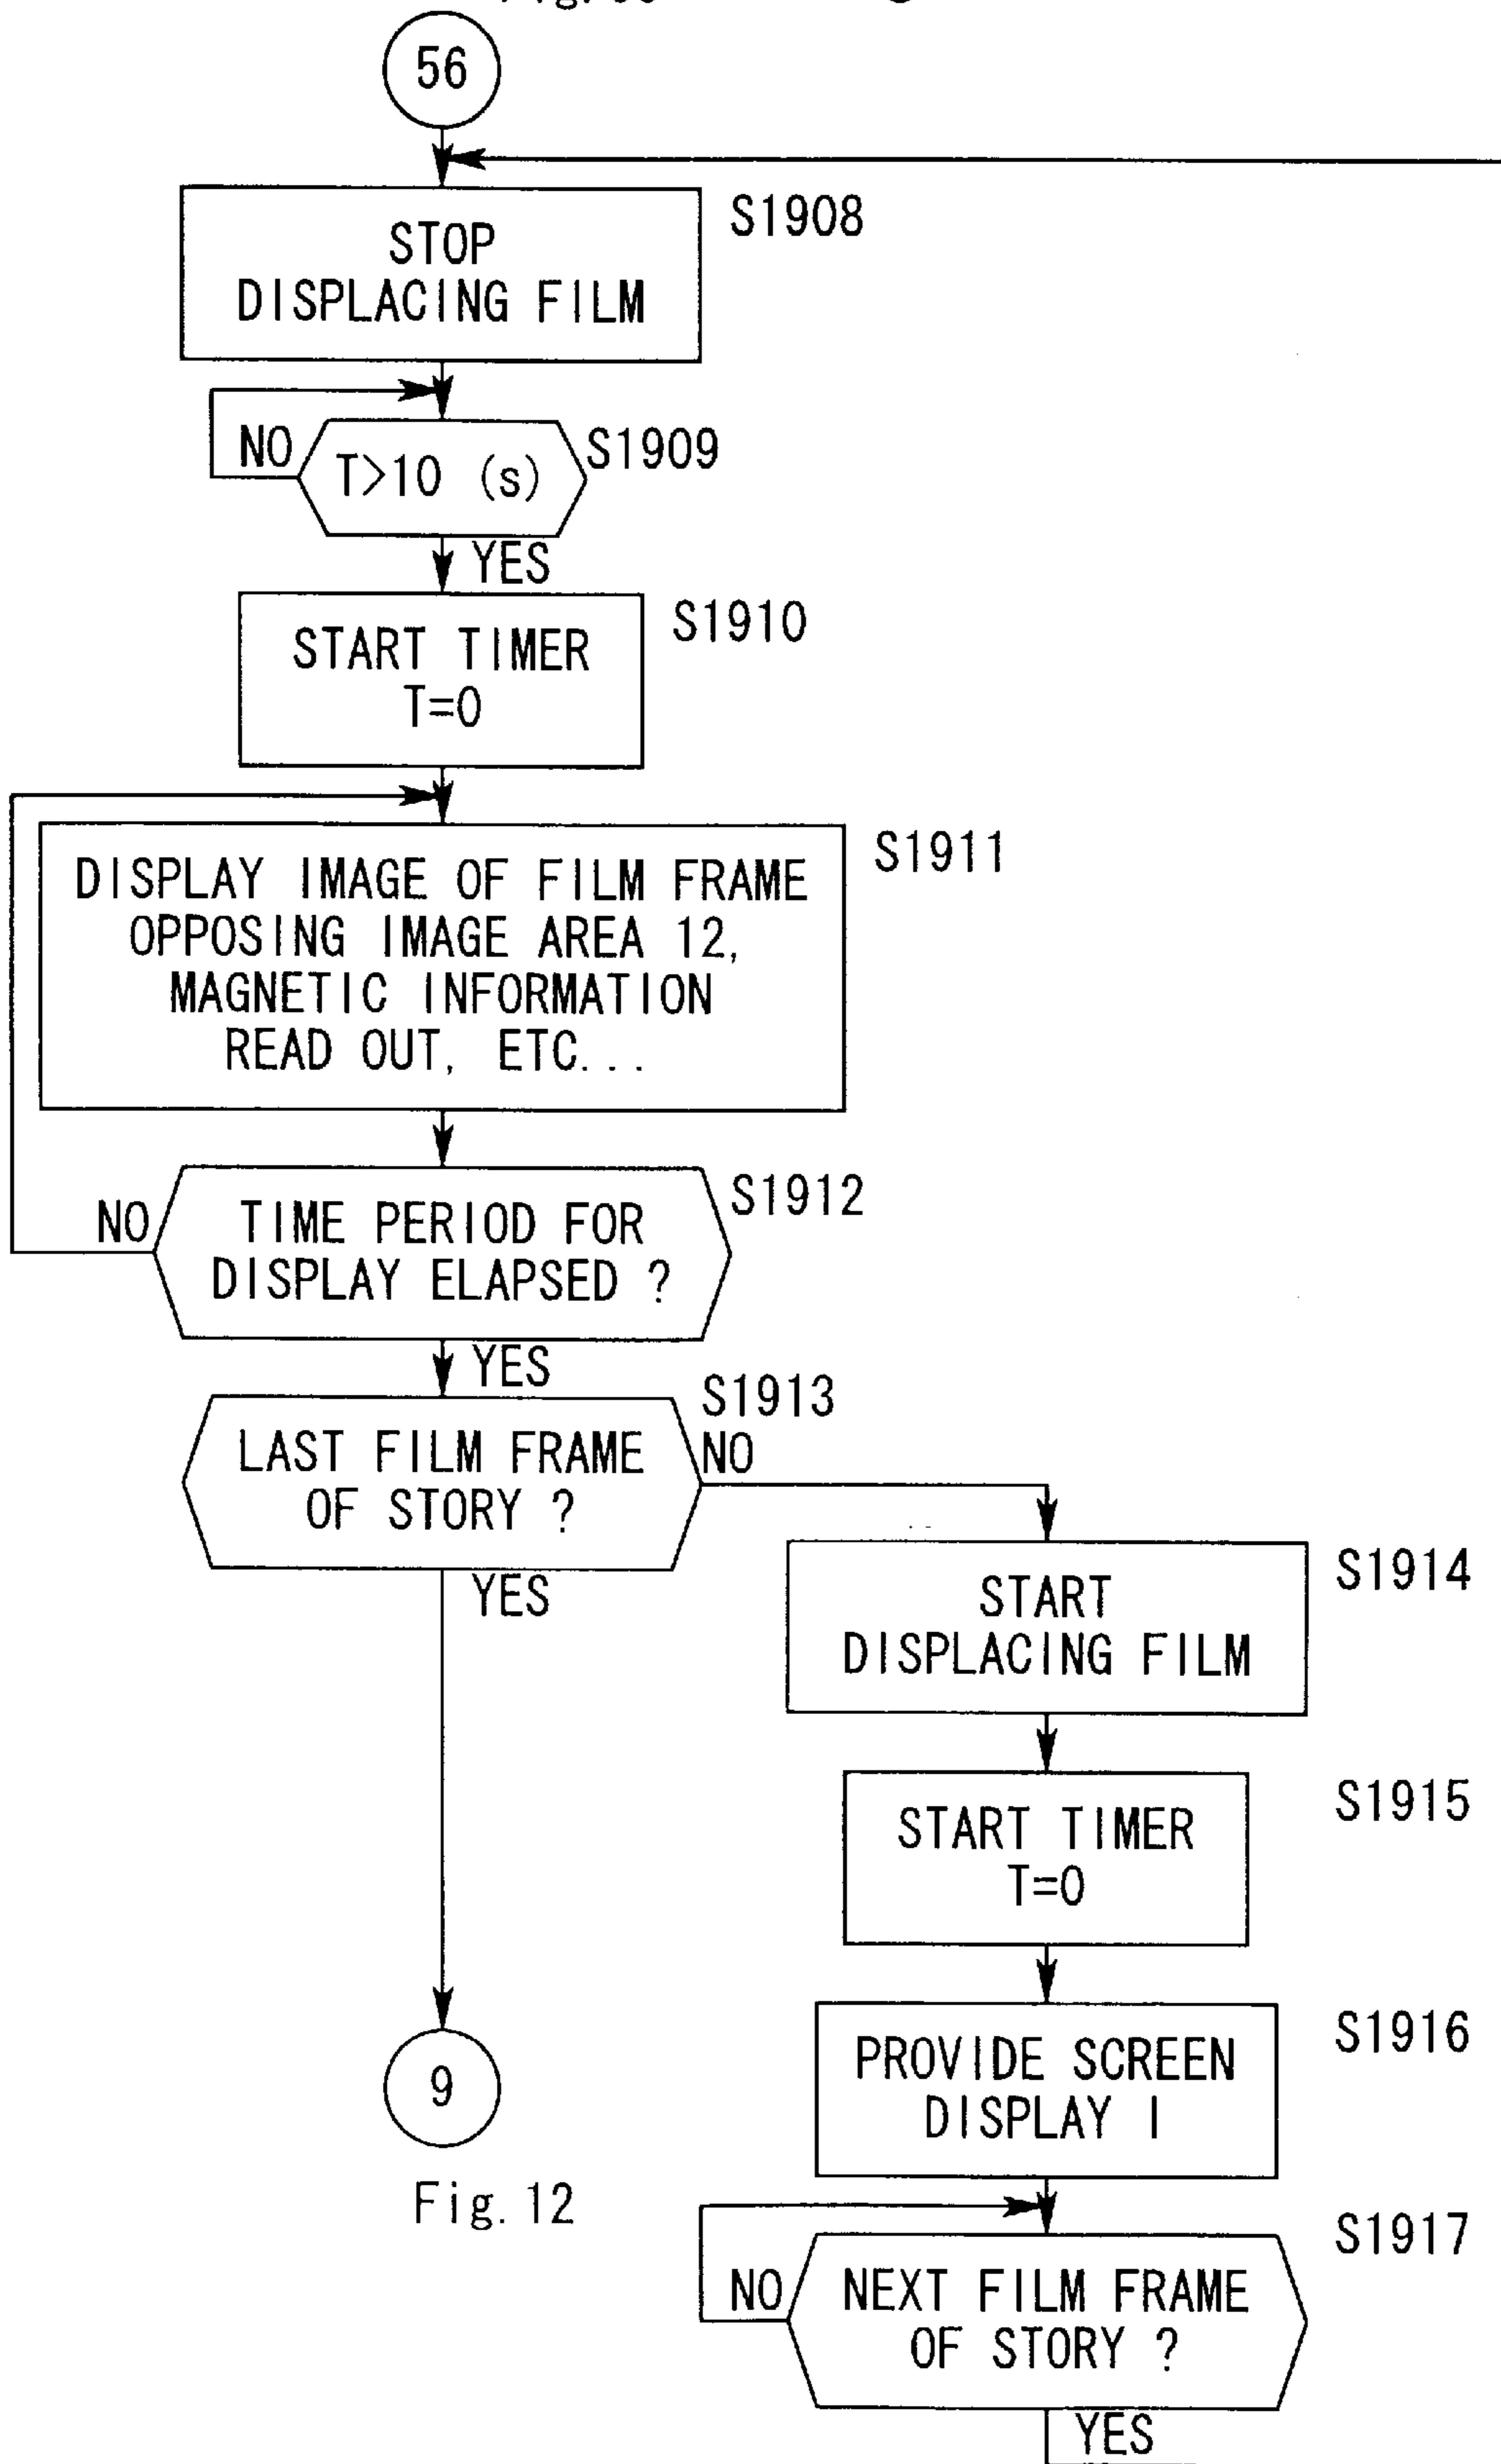 56
STOP
DISPLACING FILM
S1908
NO
T>10 (s)
S1909
YES
START TIMER
T=0
S1910
DISPLAY IMAGE OF FILM FRAME
OPPOSING IMAGE AREA 12,
MAGNETIC INFORMATION
READ OUT, ETC...
S1911
NO
TIME PERIOD FOR
DISPLAY ELAPSED ?
S1912
YES
LAST FILM FRAME
OF STORY ?
S1913
NO
YES
START
DISPLACING FILM
S1914
START TIMER
T=0
S1915
PROVIDE SCREEN
DISPLAY I
S1916
9
Fig. 12
NO
NEXT FILM FRAME
OF STORY ?
S1917
YES